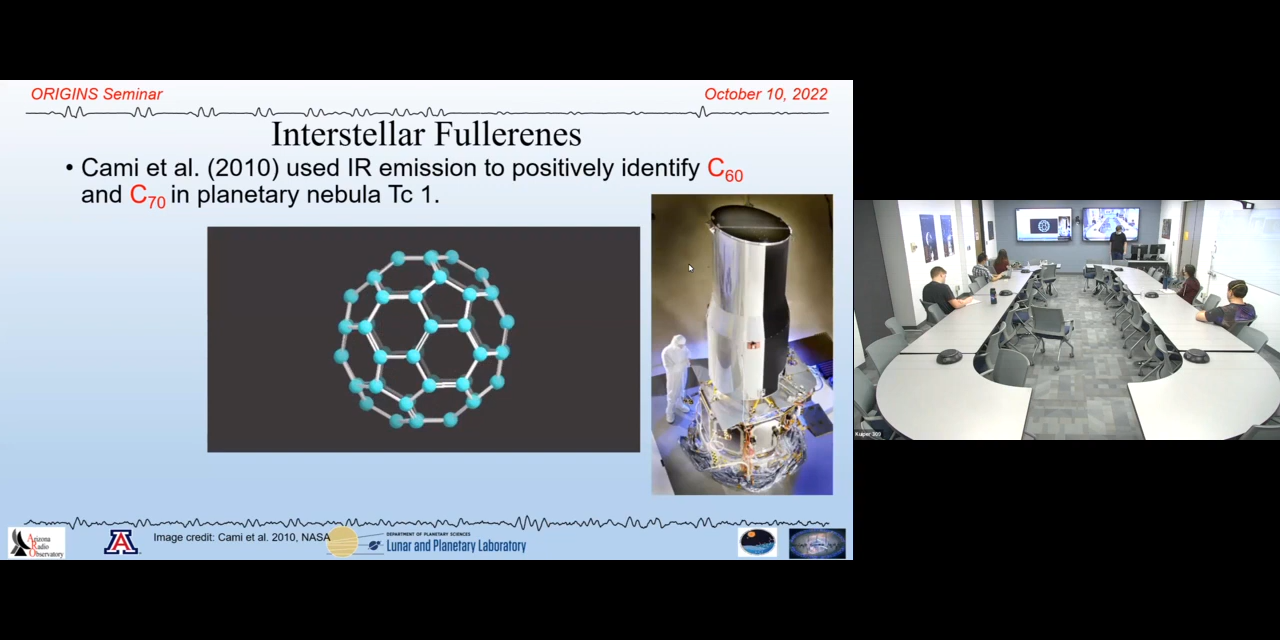 ORIGINS Seminar
October 10, 2022
Interstellar Fullerenes
• Cami et al. (2010) used IR emission to positively identify C60
and C70 in planetary nebula Tc 1.
Arizona
Radio
Observatory
A
Image credit: Cami et al. 2010, NASA
DEPARTMENT OF PLANETARY SCIENCES
Lunar and Planetary Laboratory
Kuiper 309